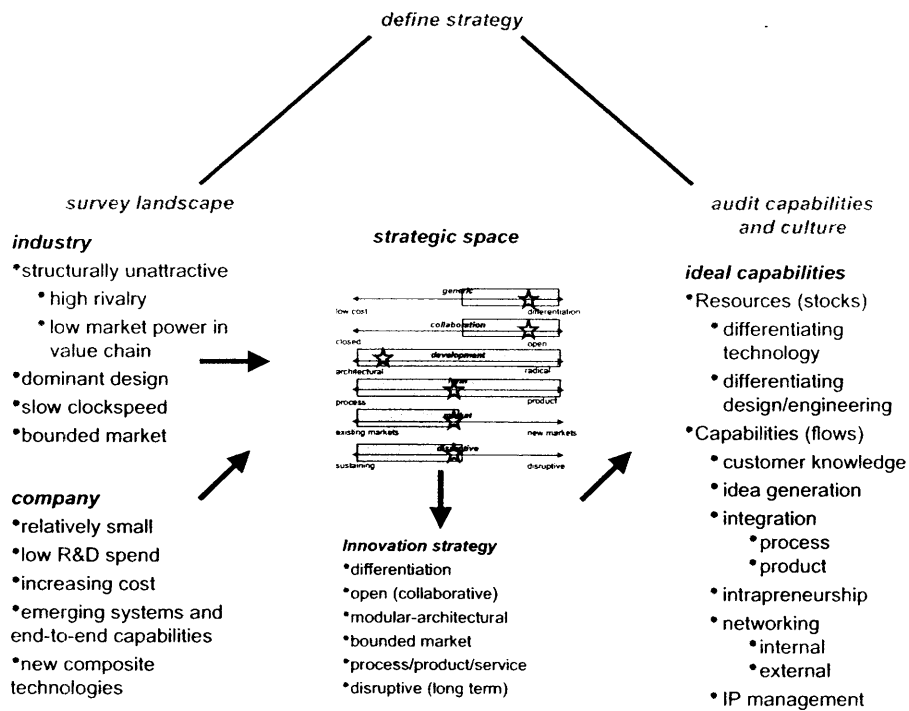 define strategy
survey landscape
industry
•structurally unattractive
•high rivalry
•low market power in
value chain
•dominant design
•slow clockspeed
•bounded market
company
•relatively small
•low R&D spend
•increasing cost
•emerging systems and
end-to-end capabilities
•new composite
technologies
strategic space
generic
low cost
differentiation
collaboration
closed
open
development
architectural
radical
process
product
existing markets
new markets
disruptive
sustaining
disruptive
Innovation strategy
•differentiation
•open (collaborative)
•modular-architectural
•bounded market
•process/product/service
•disruptive (long term)
audit capabilities
and culture
ideal capabilities
•Resources (stocks)
•differentiating
technology
•differentiating
design/engineering
•Capabilities (flows)
•customer knowledge
•idea generation
•integration
•process
•product
•intrapreneurship
•networking
•internal
•external
•IP management